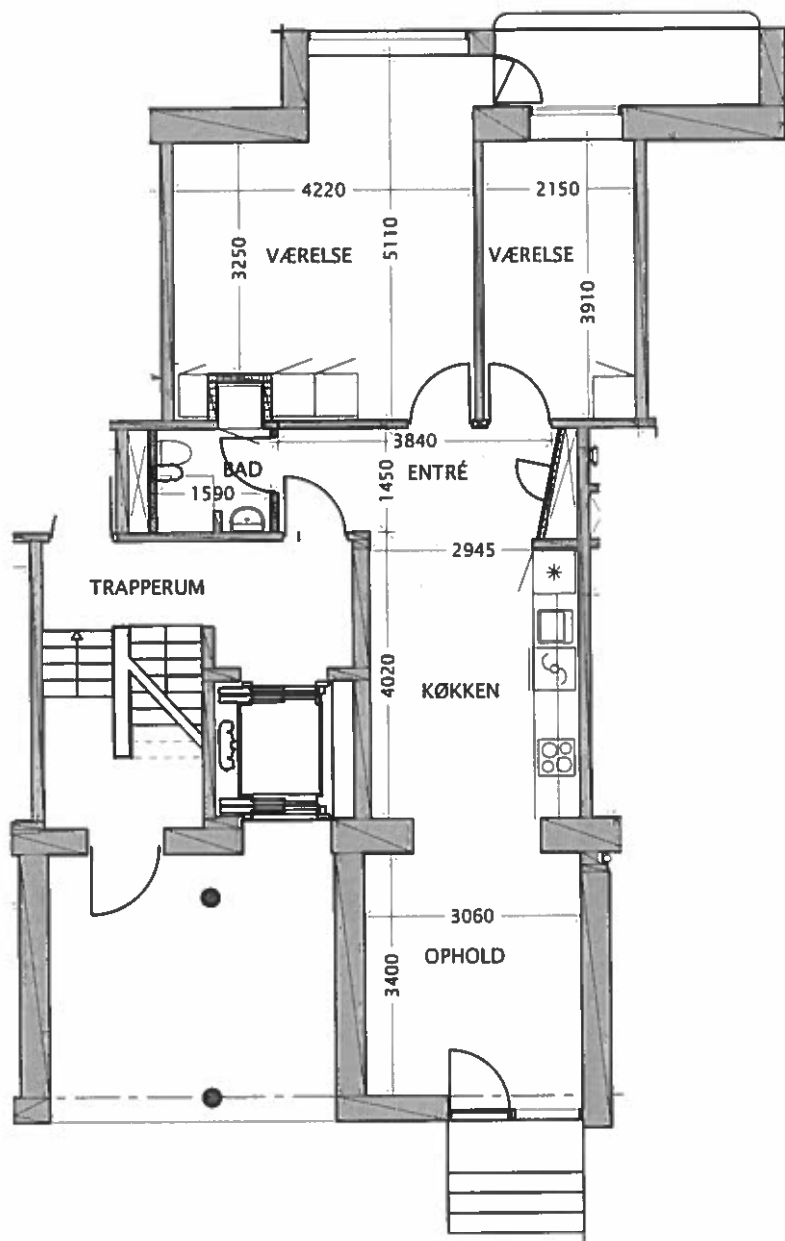 4220
2150
3250
5110
VÆRELSE
VÆRELSE
3910
3840
BAD
ENTRÉ
1590
1450
2945
TRAPPERUM
4020
KØKKEN
3060
OPHOLD
3400